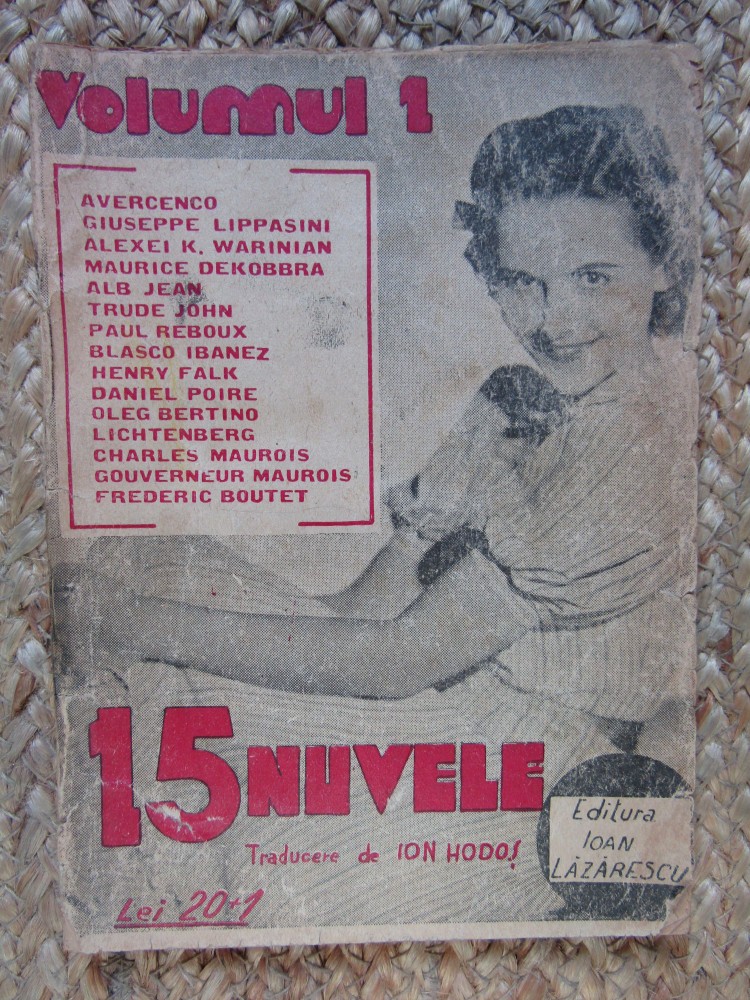 Volumul 1
AVERCENCO
GIUSEPPE LIPPASINI
ALEXEI K. WARINIAN
MAURICE DEKOBBRA
ALB JEAN
TRUDE JOHN
PAUL REBOUX
BLASCO IBANEZ
HENRY FALK
DANIEL POIRE
OLEG BERTINO
LICHTENBERG
CHARLES MAUROIS
GOUVERNEUR MAUROIS
FREDERIC BOUTET
15 NUVELE
Traducere de ION HODOȘ
Editura
IOAN
LĂZĂRESCU
Lei 20+1